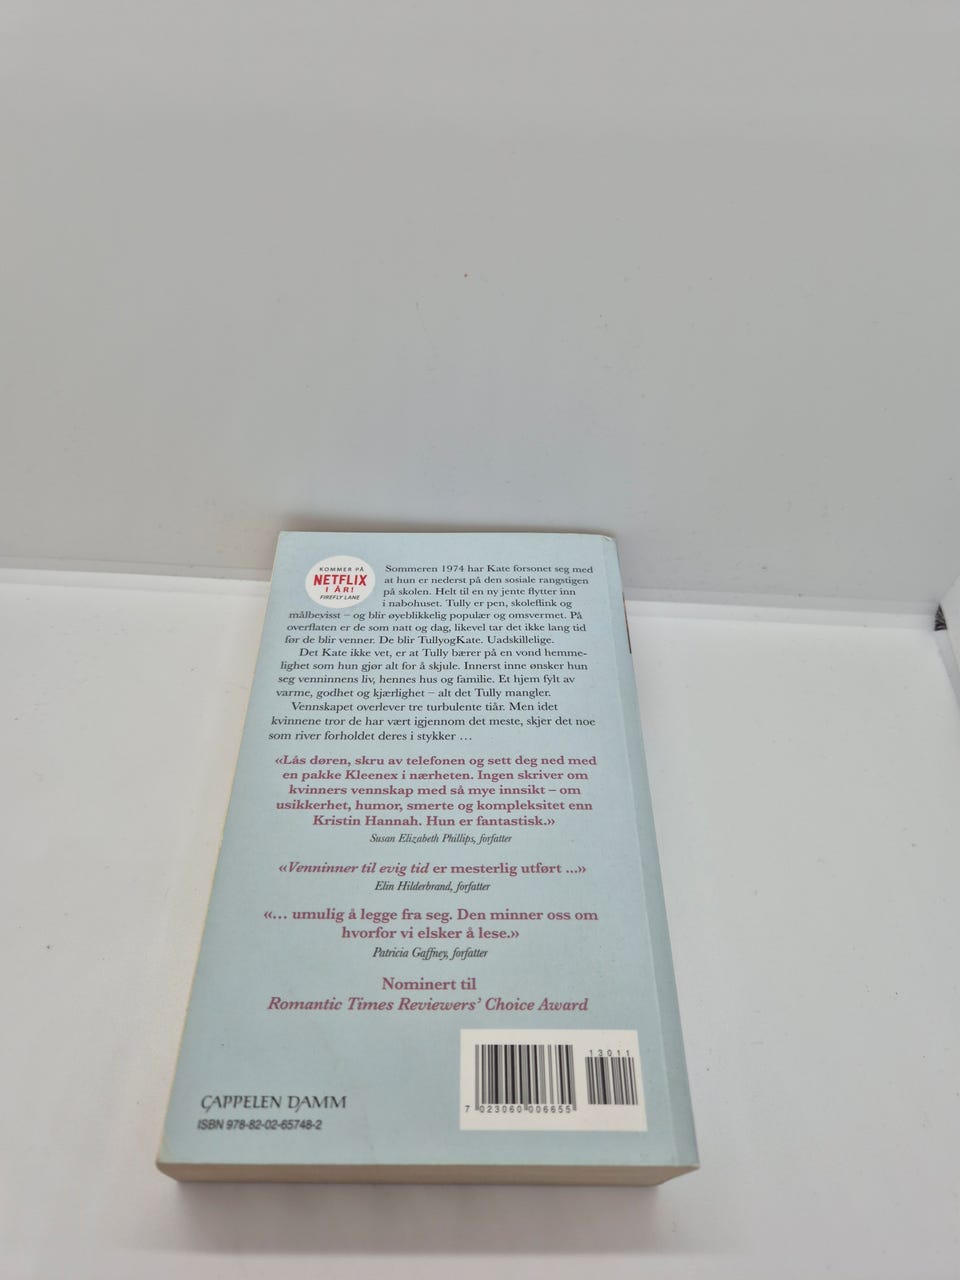 KOMMER PÅ
NETFLIX
I ÅR!
FIREFLY LANE
Sommeren 1974 har Kate forsonet seg med
at hun er nederst på den sosiale rangstigen
på skolen. Helt til en ny jente flytter inn
i nabohuset. Tully er pen, skoleflink og
målbevisst – og blir øyeblikkelig populær og omsvermet. På
overflaten er de som natt og dag, likevel tar det ikke lang tid
før de blir venner. De blir TullyogKate. Uadskillelige.
Det Kate ikke vet, er at Tully bærer på en vond hemme-
lighet som hun gjør alt for å skjule. Innerst inne ønsker hun
seg venninnens liv, hennes hus og familie. Et hjem fylt av
varme, godhet og kjærlighet – alt det Tully mangler.
Vennskapet overlever tre turbulente tiår. Men idet
kvinnene tror de har vært igjennom det meste, skjer det noe
som river forholdet deres i stykker …
«Lås døren, skru av telefonen og sett deg ned med
en pakke Kleenex i nærheten. Ingen skriver om
kvinners vennskap med så mye innsikt – om
usikkerhet, humor, smerte og kompleksitet enn
Kristin Hannah. Hun er fantastisk.»
Susan Elizabeth Phillips, forfatter
«Venninner til evig tid er mesterlig utført ...»
Elin Hilderbrand, forfatter
«… umulig å legge fra seg. Den minner oss om
hvorfor vi elsker å lese.»
Patricia Gaffney, forfatter
Nominert til
Romantic Times Reviewers' Choice Award
13011
7 023060 006655
CAPPELEN DAMM
ISBN 978-82-02-65748-2